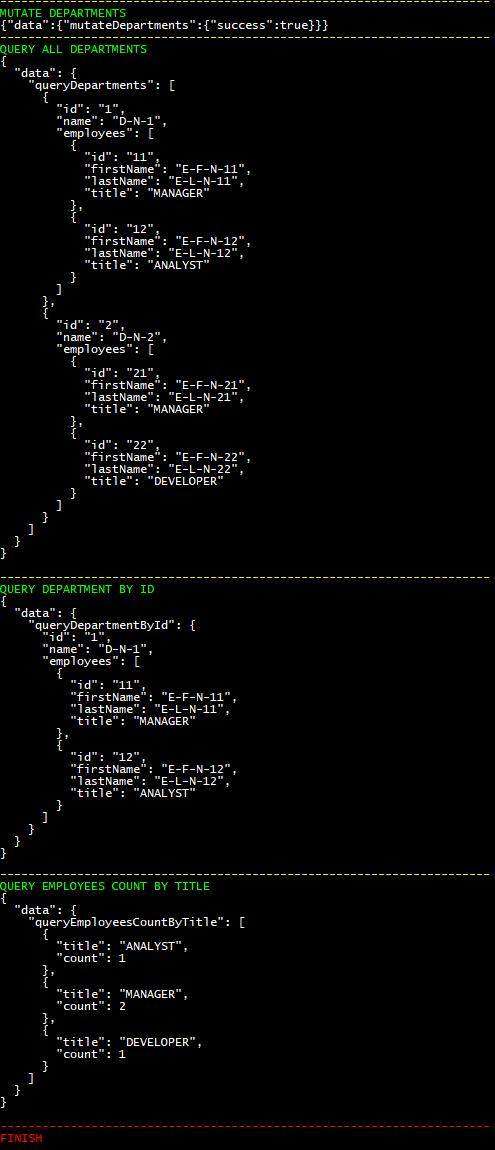 ----------------------------------------------------------------------
MUTATE DEPARTMENTS
{"data":{"mutateDepartments":{"success":true}}}
----------------------------------------------------------------------
QUERY ALL DEPARTMENTS
{
  "data": {
    "queryDepartments": [
      {
        "id": "1",
        "name": "D-N-1",
        "employees": [
          {
            "id": "11",
            "firstName": "E-F-N-11",
            "lastName": "E-L-N-11",
            "title": "MANAGER"
          },
          {
            "id": "12",
            "firstName": "E-F-N-12",
            "lastName": "E-L-N-12",
            "title": "ANALYST"
          }
        ]
      },
      {
        "id": "2",
        "name": "D-N-2",
        "employees": [
          {
            "id": "21",
            "firstName": "E-F-N-21",
            "lastName": "E-L-N-21",
            "title": "MANAGER"
          },
          {
            "id": "22",
            "firstName": "E-F-N-22",
            "lastName": "E-L-N-22",
            "title": "DEVELOPER"
          }
        ]
      }
    ]
  }
}
----------------------------------------------------------------------
QUERY DEPARTMENT BY ID
{
  "data": {
    "queryDepartmentById": {
      "id": "1",
      "name": "D-N-1",
      "employees": [
        {
          "id": "11",
          "firstName": "E-F-N-11",
          "lastName": "E-L-N-11",
          "title": "MANAGER"
        },
        {
          "id": "12",
          "firstName": "E-F-N-12",
          "lastName": "E-L-N-12",
          "title": "ANALYST"
        }
      ]
    }
  }
}
----------------------------------------------------------------------
QUERY EMPLOYEES COUNT BY TITLE
{
  "data": {
    "queryEmployeesCountByTitle": [
      {
        "title": "ANALYST",
        "count": 1
      },
      {
        "title": "MANAGER",
        "count": 2
      },
      {
        "title": "DEVELOPER",
        "count": 1
      }
    ]
  }
}
----------------------------------------------------------------------
FINISH